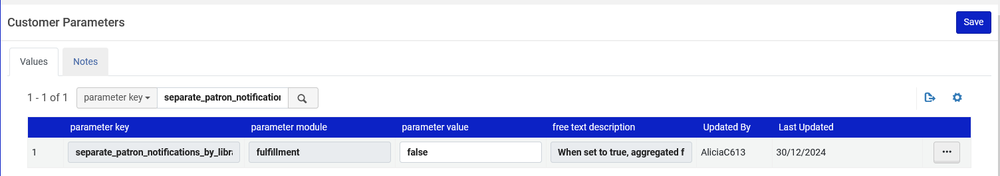 Customer Parameters
Save
Values
Notes
1 - 1 of 1
parameter key
separate_patron_notification
parameter key parameter module parameter value free text description Updated By Last Updated
1 separate_patron_notifications_by_libr fulfillment false When set to true, aggregated f AliciaC613 30/12/2024